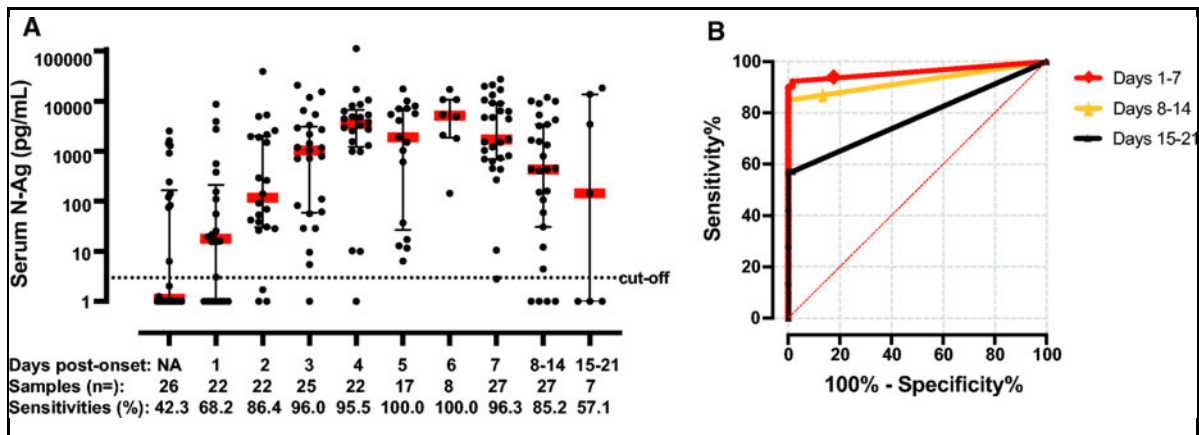 A
Serum N-Ag (pg/mL)
100000
10000
1000
100
10
1
cut-off
Days post-onset: NA 1 2 3 4 5 6 7 8-14 15-21
Samples (n=): 26 22 22 25 22 17 8 27 27 7
Sensitivities (%): 42.3 68.2 86.4 96.0 95.5 100.0 100.0 96.3 85.2 57.1
B
Sensitivity%
100
80
60
40
20
0
0 20 40 60 80 100
100% - Specificity%
Days 1-7
Days 8-14
Days 15-21